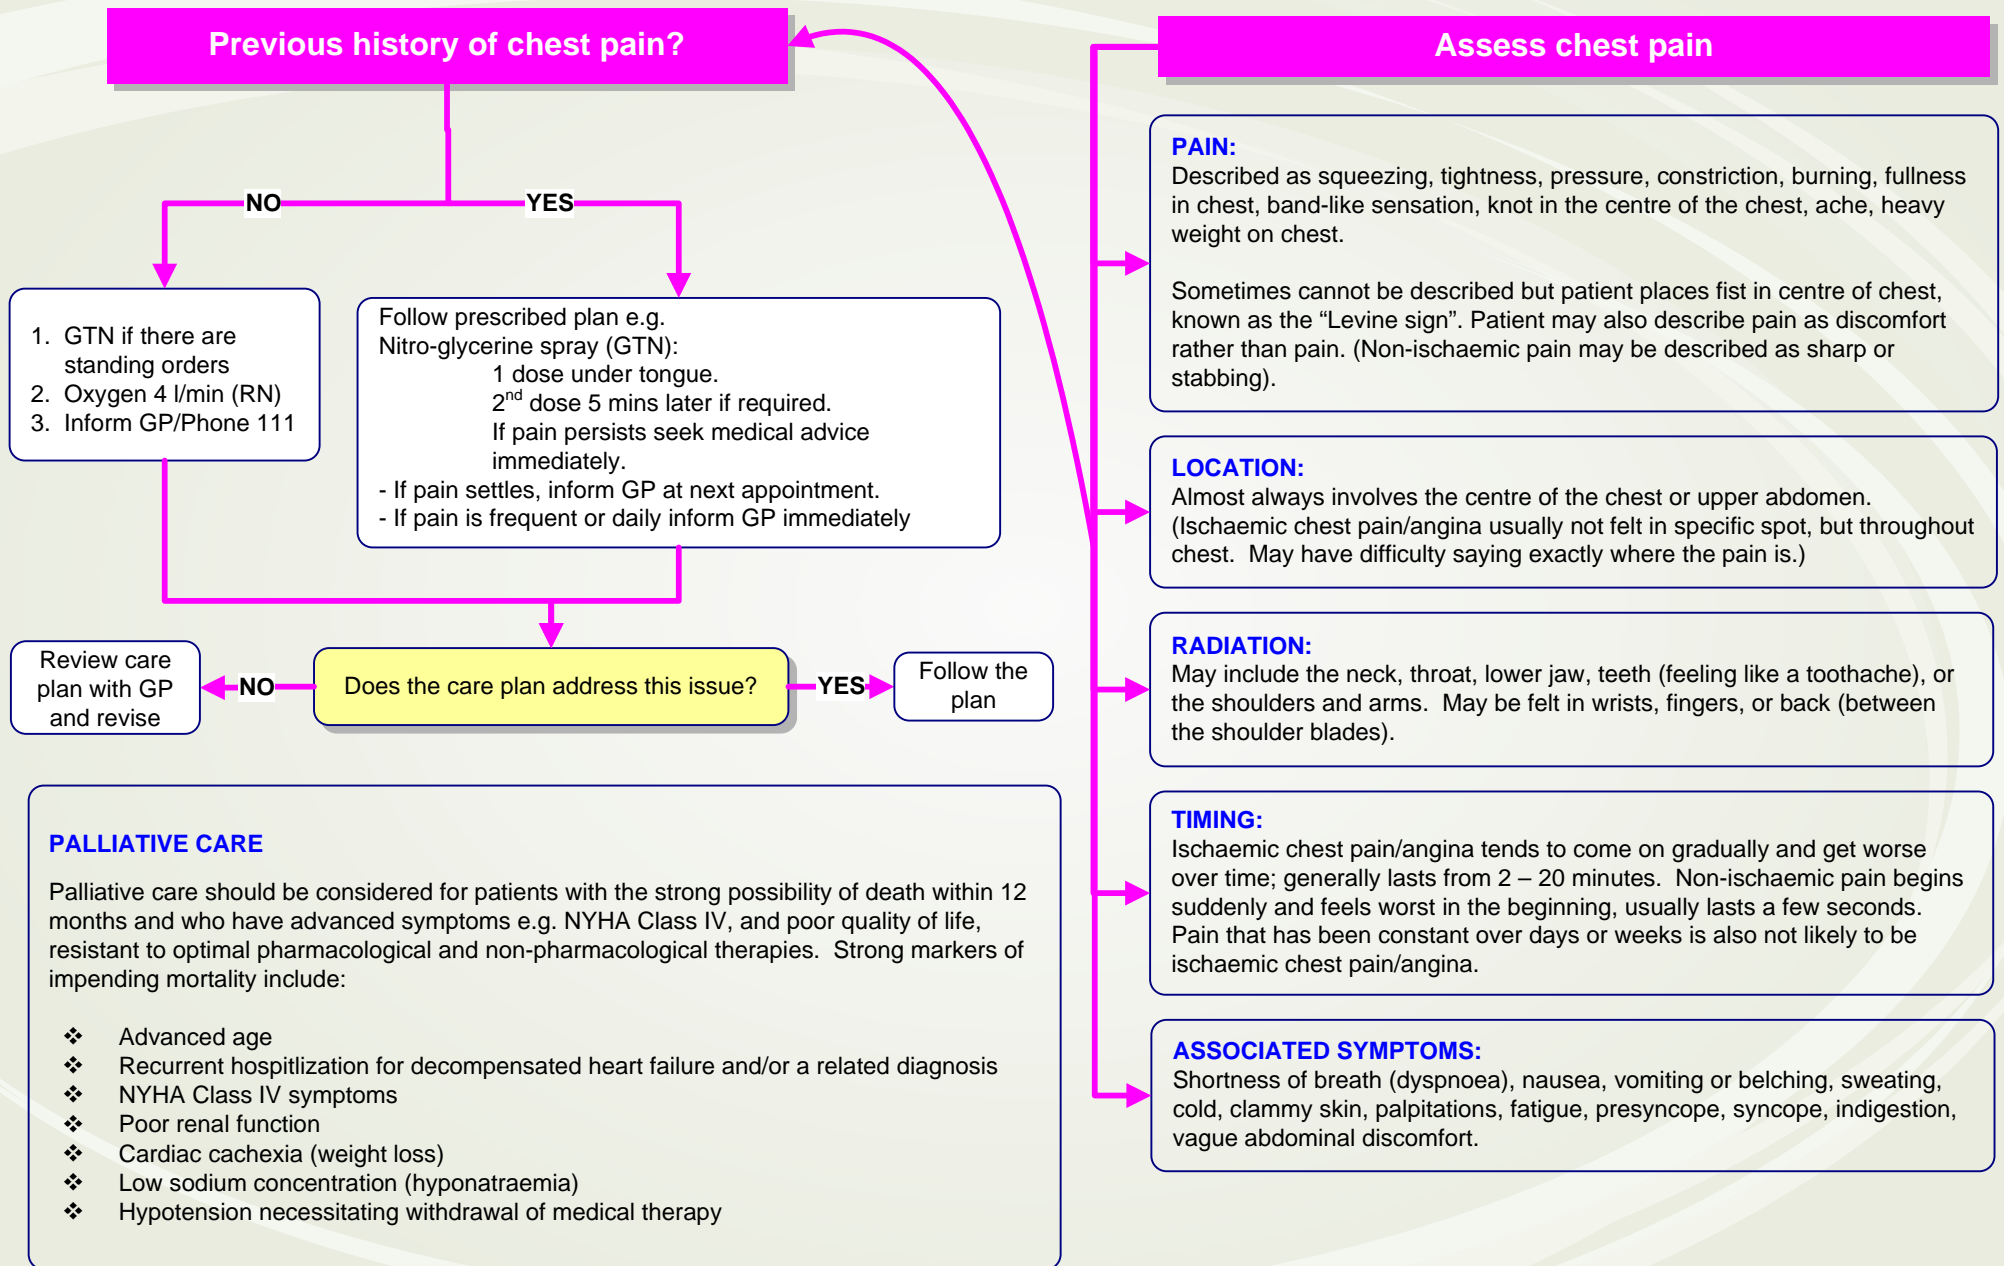 Previous history of chest pain?
NO
YES
1. GTN if there are
standing orders
2. Oxygen 4 l/min (RN)
3. Inform GP/Phone 111
Follow prescribed plan e.g.
Nitro-glycerine spray (GTN):
1 dose under tongue.
2nd dose 5 mins later if required.
If pain persists seek medical advice
immediately.
- If pain settles, inform GP at next appointment.
- If pain is frequent or daily inform GP immediately
Review care
plan with GP
and revise
NO
Does the care plan address this issue?
YES
Follow the
plan
PALLIATIVE CARE
Palliative care should be considered for patients with the strong possibility of death within 12
months and who have advanced symptoms e.g. NYHA Class IV, and poor quality of life,
resistant to optimal pharmacological and non-pharmacological therapies. Strong markers of
impending mortality include:
❖ Advanced age
❖ Recurrent hospitlization for decompensated heart failure and/or a related diagnosis
❖ NYHA Class IV symptoms
❖ Poor renal function
❖ Cardiac cachexia (weight loss)
❖ Low sodium concentration (hyponatraemia)
❖ Hypotension necessitating withdrawal of medical therapy
Assess chest pain
PAIN:
Described as squeezing, tightness, pressure, constriction, burning, fullness
in chest, band-like sensation, knot in the centre of the chest, ache, heavy
weight on chest.
Sometimes cannot be described but patient places fist in centre of chest,
known as the “Levine sign”. Patient may also describe pain as discomfort
rather than pain. (Non-ischaemic pain may be described as sharp or
stabbing).
LOCATION:
Almost always involves the centre of the chest or upper abdomen.
(Ischaemic chest pain/angina usually not felt in specific spot, but throughout
chest. May have difficulty saying exactly where the pain is.)
RADIATION:
May include the neck, throat, lower jaw, teeth (feeling like a toothache), or
the shoulders and arms. May be felt in wrists, fingers, or back (between
the shoulder blades).
TIMING:
Ischaemic chest pain/angina tends to come on gradually and get worse
over time; generally lasts from 2 – 20 minutes. Non-ischaemic pain begins
suddenly and feels worst in the beginning, usually lasts a few seconds.
Pain that has been constant over days or weeks is also not likely to be
ischaemic chest pain/angina.
ASSOCIATED SYMPTOMS:
Shortness of breath (dyspnoea), nausea, vomiting or belching, sweating,
cold, clammy skin, palpitations, fatigue, presyncope, syncope, indigestion,
vague abdominal discomfort.